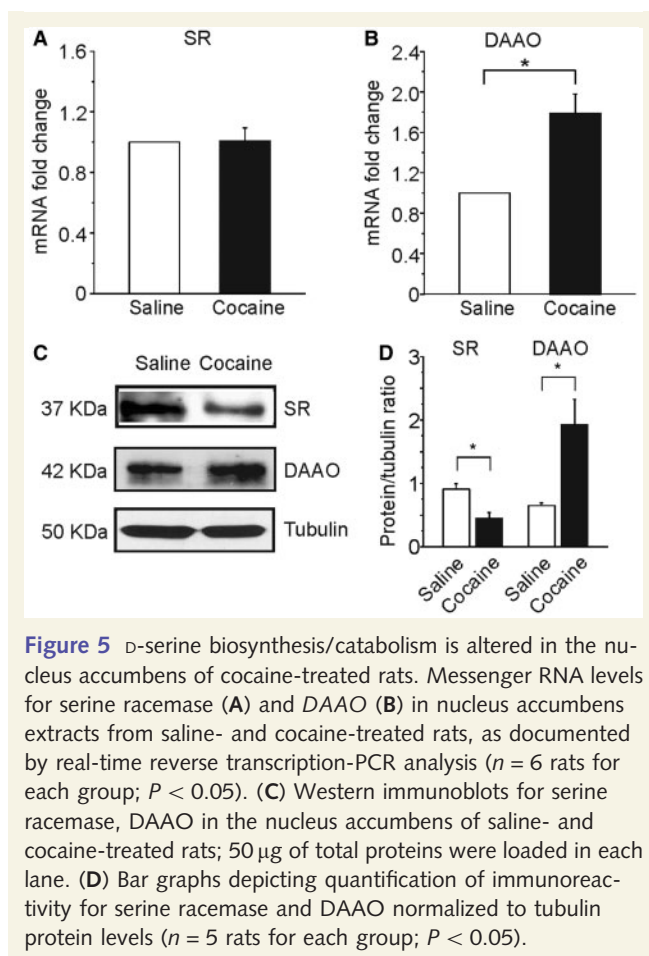 A
SR
1.6
1.2
0.8
0.4
0
mRNA fold change
Saline Cocaine
B
DAAO
*
2.4
2.0
1.6
1.2
0.8
0.4
0
mRNA fold change
Saline Cocaine
C
Saline Cocaine
37 KDa SR
42 KDa DAAO
50 KDa Tubulin
D
SR DAAO
* *
3
2
1
0
Protein/tubulin ratio
Saline
Cocaine
Saline
Cocaine
Figure 5 D-serine biosynthesis/catabolism is altered in the nu-
cleus accumbens of cocaine-treated rats. Messenger RNA levels
for serine racemase (A) and DAAO (B) in nucleus accumbens
extracts from saline- and cocaine-treated rats, as documented
by real-time reverse transcription-PCR analysis (n = 6 rats for
each group; P < 0.05). (C) Western immunoblots for serine
racemase, DAAO in the nucleus accumbens of saline- and
cocaine-treated rats; 50 µg of total proteins were loaded in each
lane. (D) Bar graphs depicting quantification of immunoreac-
tivity for serine racemase and DAAO normalized to tubulin
protein levels (n = 5 rats for each group; P < 0.05).